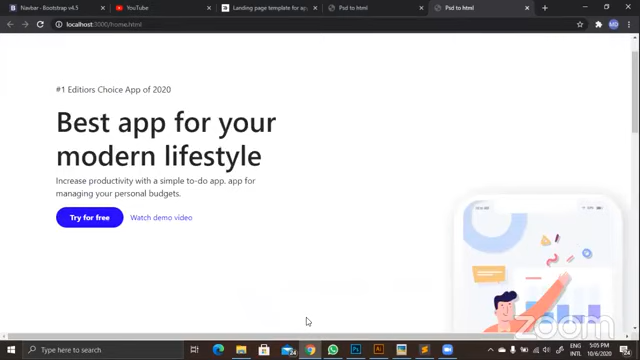 Navbar - Bootstrap v4.5
YouTube
Landing page template for ap
Psd to html
Psd to html
localhost:3000/home.html
MD
#1 Editiors Choice App of 2020
Best app for your
modern lifestyle
Increase productivity with a simple to-do app. app for
managing your personal budgets.
Try for free
Watch demo video
zoom
Type here to search
24
ENG
INTL
5:05 PM
10/6/2020